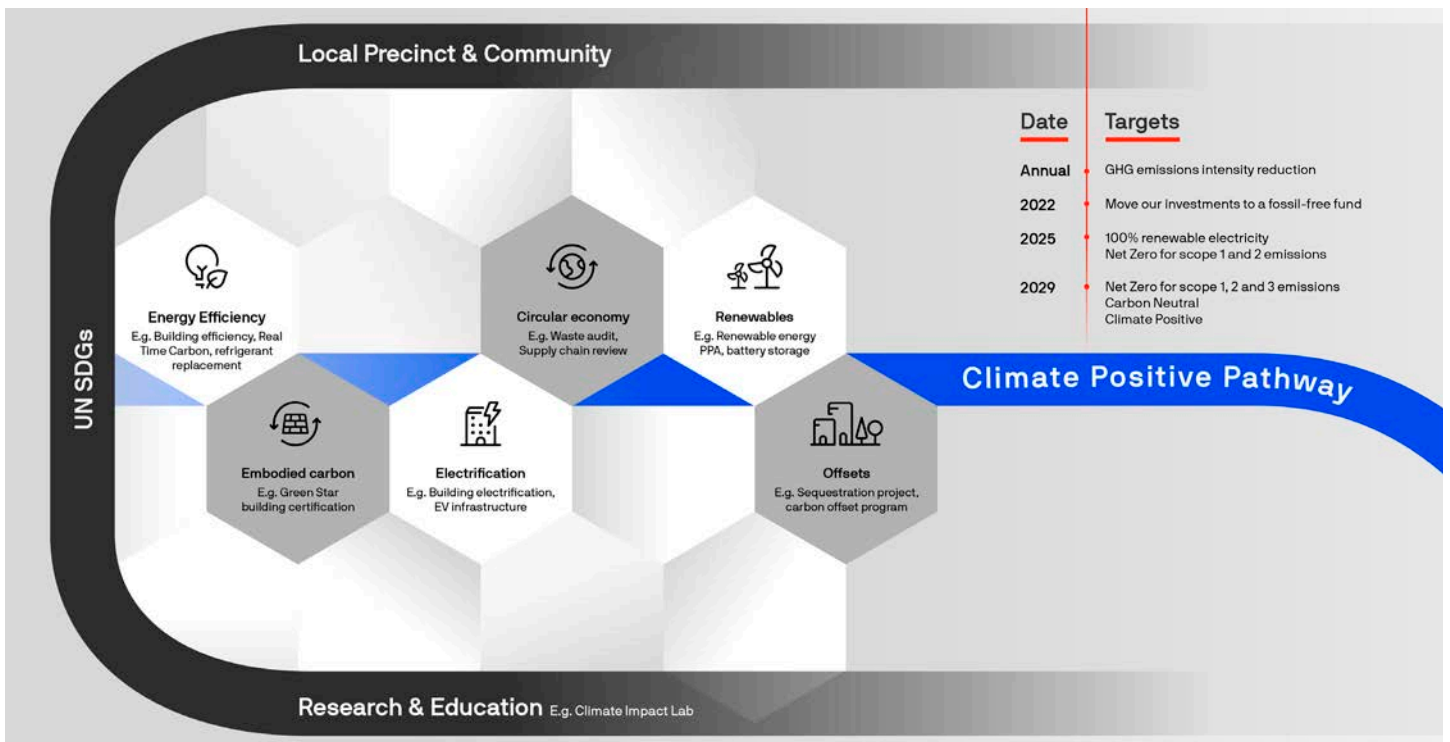 Local Precinct & Community
Date
Targets
Annual
GHG emissions intensity reduction
2022
Move our investments to a fossil-free fund
2025
100% renewable electricity
Net Zero for scope 1 and 2 emissions
2029
Net Zero for scope 1, 2 and 3 emissions
Carbon Neutral
Climate Positive
UN SDGs
Energy Efficiency
E.g. Building efficiency, Real
Time Carbon, refrigerant
replacement
Circular economy
E.g. Waste audit,
Supply chain review
Renewables
E.g. Renewable energy
PPA, battery storage
Climate Positive Pathway
Embodied carbon
E.g. Green Star
building certification
Electrification
E.g. Building electrification,
EV infrastructure
Offsets
E.g. Sequestration project,
carbon offset program
Research & Education E.g. Climate Impact Lab